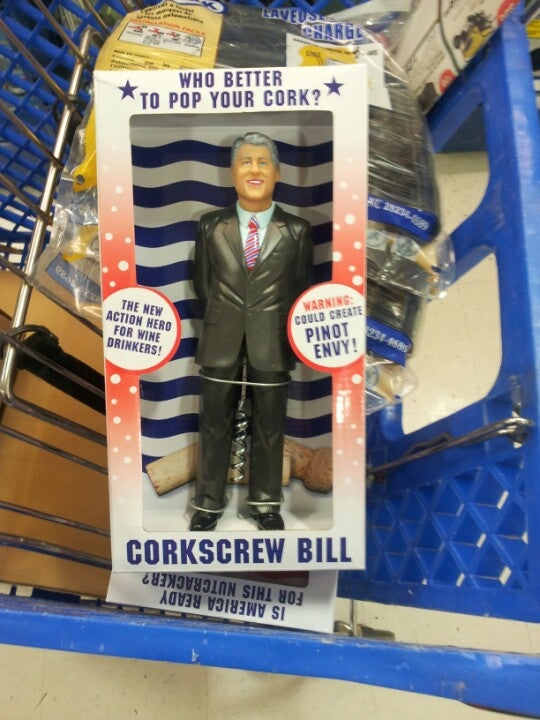 WHO BETTER
TO POP YOUR CORK?
THE NEW
ACTION HERO
FOR WINE
DRINKERS!
WARNING:
COULD CREATE
PINOT
ENVY!
CORKSCREW BILL
IS AMERICA READY
FOR THIS NUTCRACKER?
CHARGE